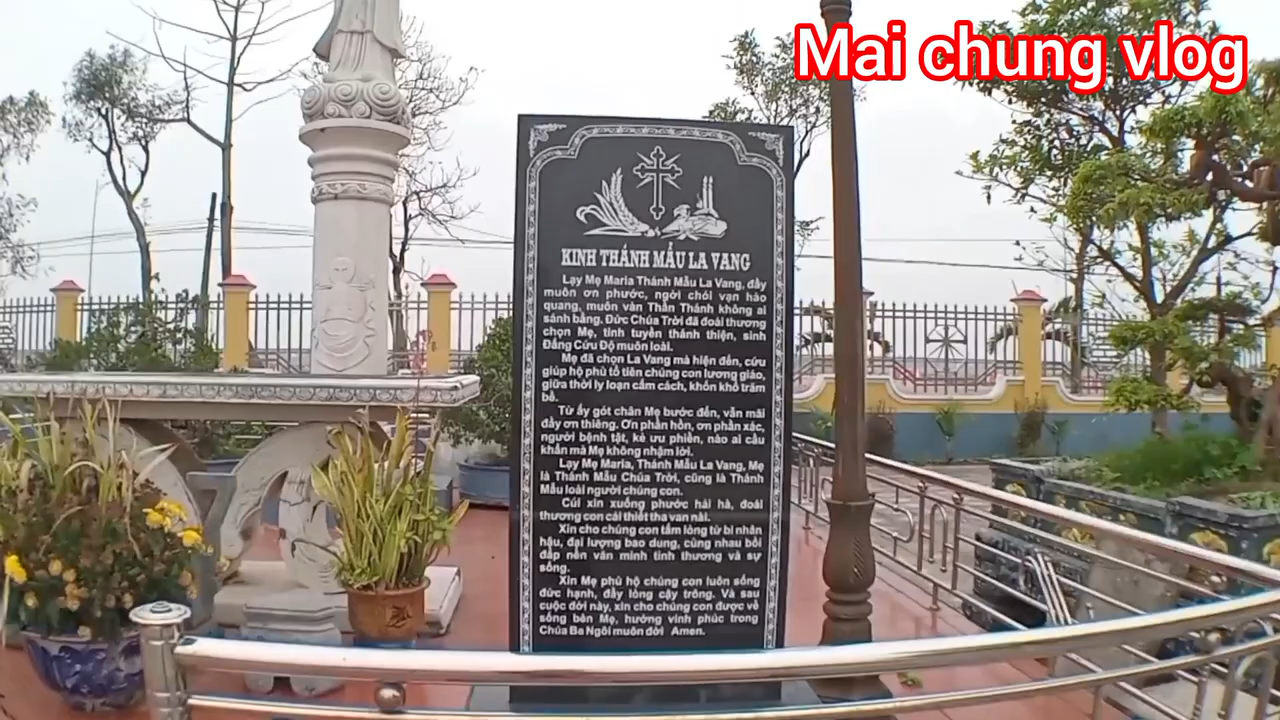 Mai chung vlog
KINH THÁNH MẪU LA VANG
Lạy Mẹ Maria Thánh Mẫu La Vang, đầy
muôn ơn phước, ngời chói vạn hào
quang, muôn vàn Thần Thánh không ai
sánh bằng. Đức Chúa Trời đã đoái thương
chọn Mẹ, tinh tuyền thánh thiện, sinh
Đấng Cứu Độ muôn loài.
Mẹ đã chọn La Vang mà hiện đến, cứu
giúp hộ phù tổ tiên chúng con lương giáo,
giữa thời ly loạn cấm cách, khốn khổ trăm
bề.
Từ ấy gót chân Mẹ bước đến, vẫn mãi
đầy ơn thiêng. Ơn phần hồn, ơn phần xác,
người bệnh tật, kẻ ưu phiền, nào ai cầu
khấn mà Mẹ không nhậm lời.
Lạy Mẹ Maria, Thánh Mẫu La Vang, Mẹ
là Thánh Mẫu Chúa Trời, cũng là Thánh
Mẫu loài người chúng con.
Cúi xin xuống phước hải hà, đoái
thương con cái thiết tha van nài.
Xin cho chúng con tấm lòng từ bi nhân
hậu, đại lượng bao dung, cùng nhau bồi
đắp nền văn minh tình thương và sự
sống.
Xin Mẹ phù hộ chúng con luôn sống
đức hạnh, đầy lòng cậy trông. Và sau
cuộc đời này, xin cho chúng con được về
sống bên Mẹ, hưởng vinh phúc trong
Chúa Ba Ngôi muôn đời Amen.